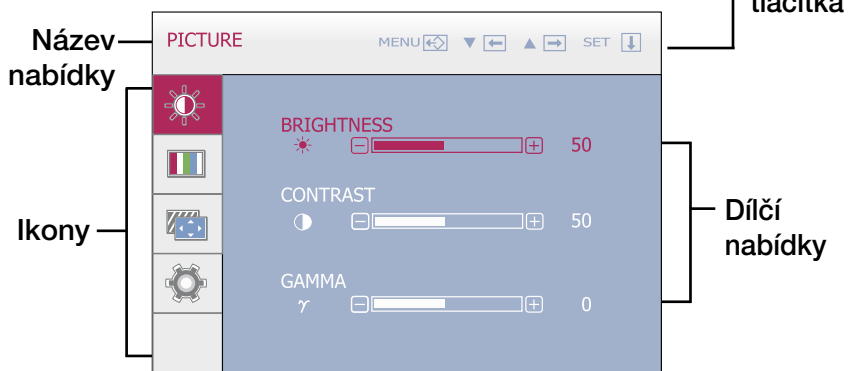 tlačítka
Název
nabídky
PICTURE MENU ▼ ▲ SET
BRIGHTNESS
50
CONTRAST
50
Ikony
Dílčí
nabídky
GAMMA
γ 0